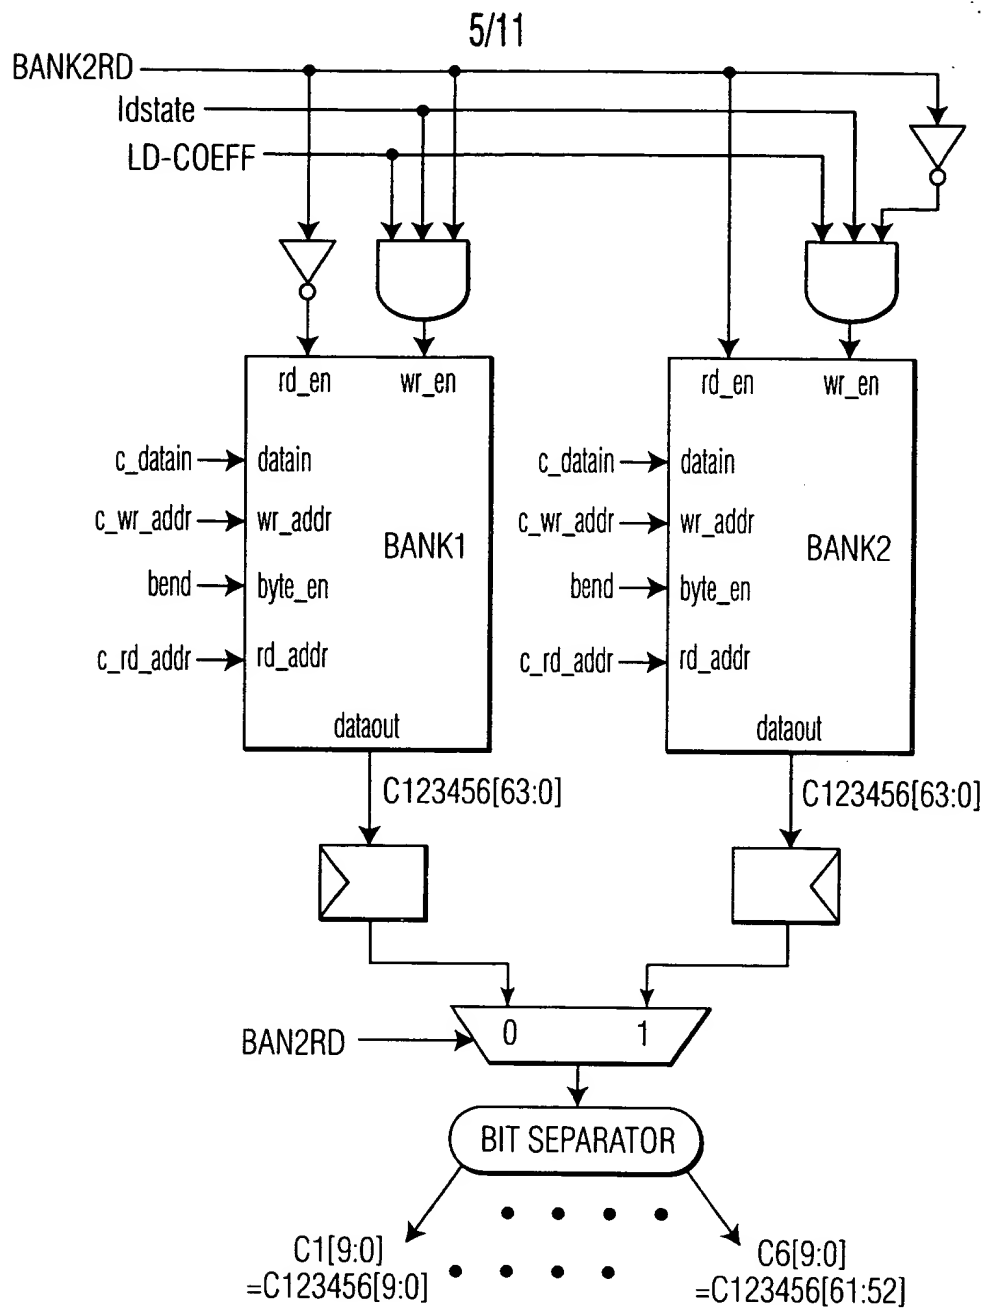 5/11
BANK2RD
ldstate
LD-COEFF
rd_en wr_en
rd_en wr_en
c_datain datain
c_wr_addr wr_addr
BANK1
bend byte_en
c_rd_addr rd_addr
dataout
c_datain datain
c_wr_addr wr_addr
BANK2
bend byte_en
c_rd_addr rd_addr
dataout
C123456[63:0]
C123456[63:0]
0 1
BAN2RD
BIT SEPARATOR
C1[9:0]
=C123456[9:0]
C6[9:0]
=C123456[61:52]